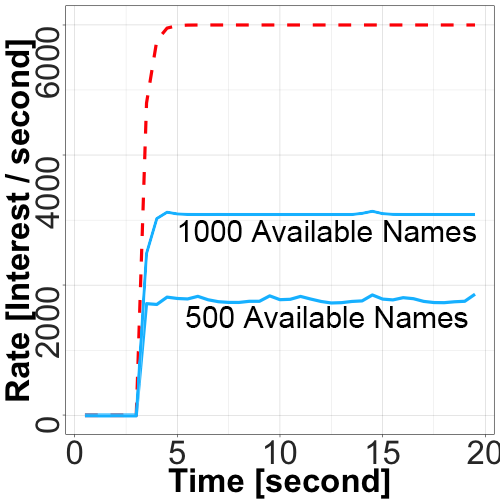 Rate [Interest / second]
6000
4000
2000
0
1000 Available Names
500 Available Names
0 5 10 15 20
Time [second]